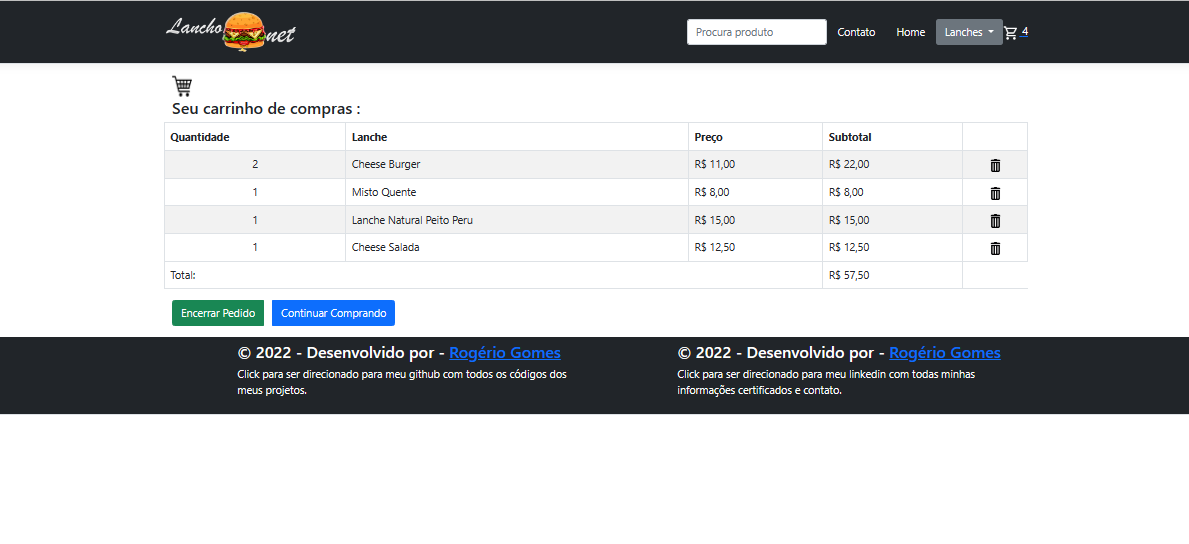 Lancho net
Procura produto Contato Home Lanches 4
Seu carrinho de compras :
Quantidade Lanche Preço Subtotal
2 Cheese Burger R$ 11,00 R$ 22,00
1 Misto Quente R$ 8,00 R$ 8,00
1 Lanche Natural Peito Peru R$ 15,00 R$ 15,00
1 Cheese Salada R$ 12,50 R$ 12,50
Total: R$ 57,50
Encerrar Pedido Continuar Comprando
© 2022 - Desenvolvido por - Rogério Gomes
Click para ser direcionado para meu github com todos os códigos dos
meus projetos.
© 2022 - Desenvolvido por - Rogério Gomes
Click para ser direcionado para meu linkedin com todas minhas
informações certificados e contato.